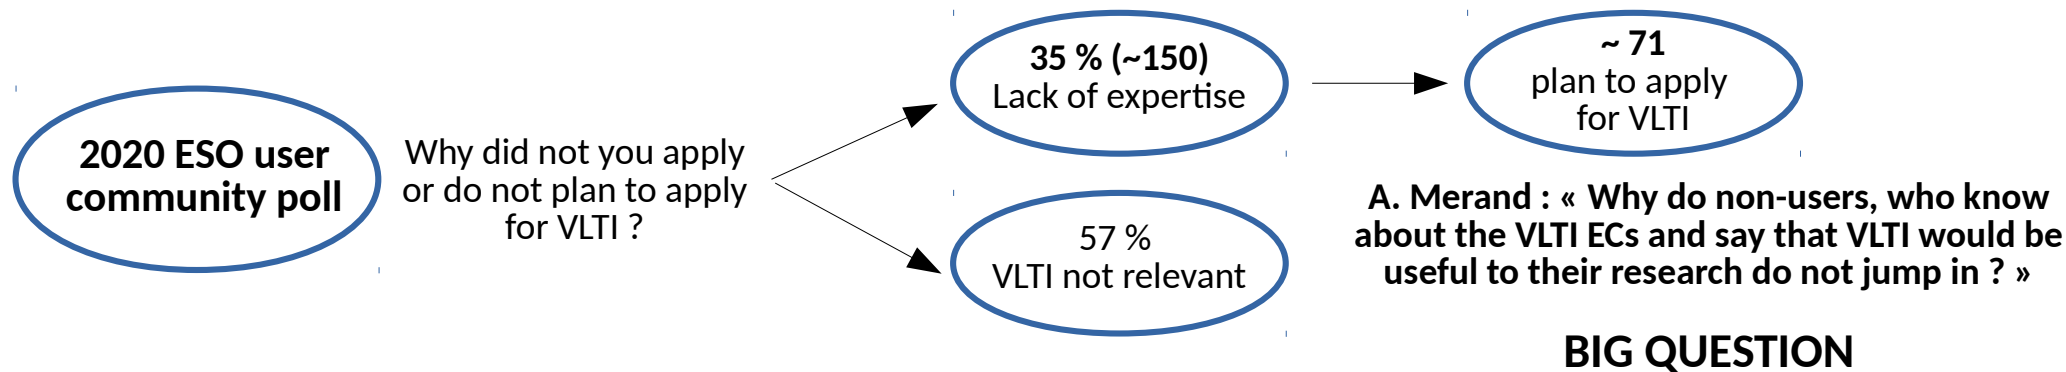 2020 ESO user
community poll
Why did not you apply
or do not plan to apply
for VLTI ?
35 % (~150)
Lack of expertise
57 %
VLTI not relevant
~ 71
plan to apply
for VLTI
A. Merand : « Why do non-users, who know
about the VLTI ECs and say that VLTI would be
useful to their research do not jump in ? »
BIG QUESTION